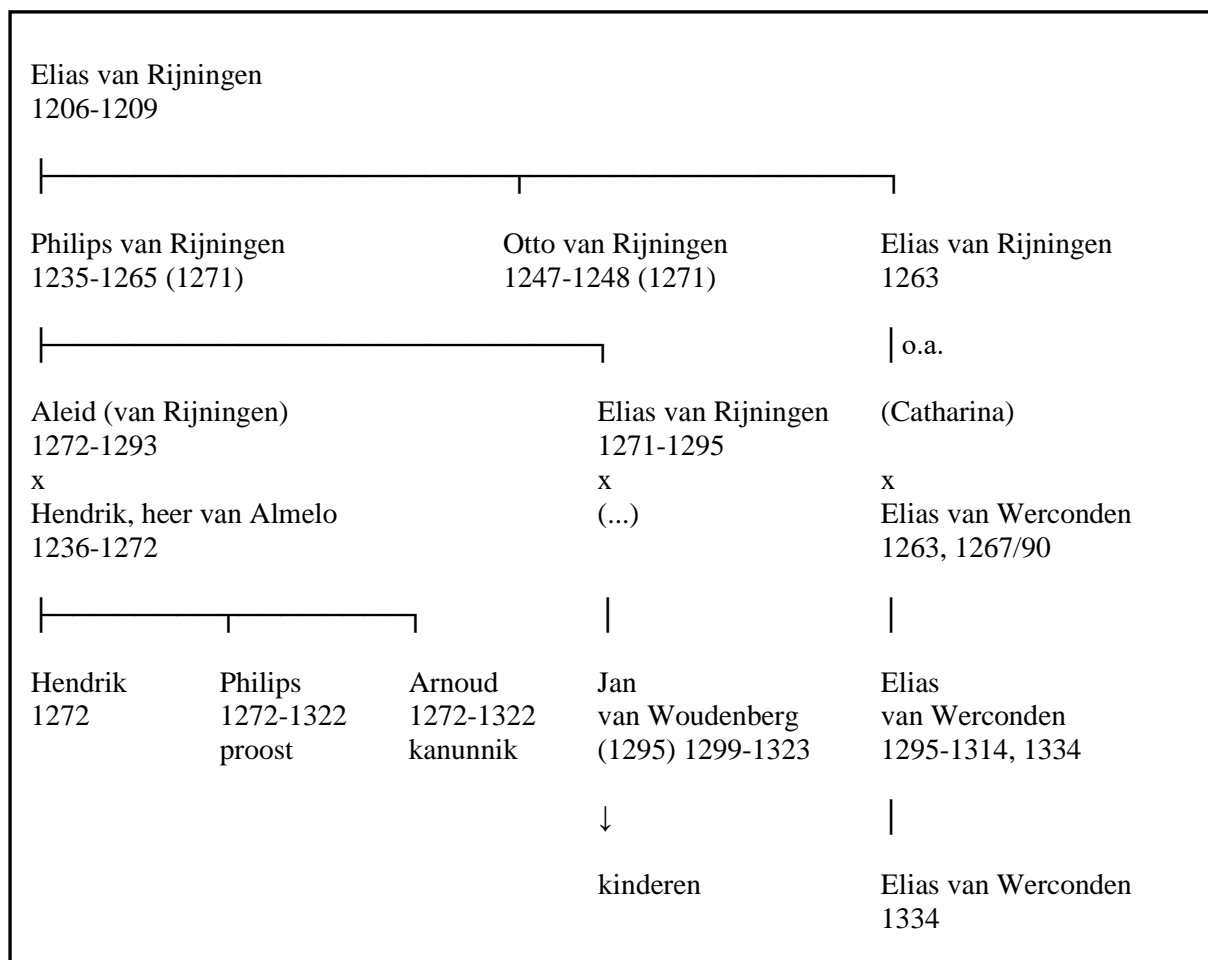 Elias van Rijningen
1206-1209
Philips van Rijningen
1235-1265 (1271)
Otto van Rijningen
1247-1248 (1271)
Elias van Rijningen
1263
o.a.
Aleid (van Rijningen)
1272-1293
x
Hendrik, heer van Almelo
1236-1272
Elias van Rijningen
1271-1295
x
(...)
(Catharina)
x
Elias van Werconden
1263, 1267/90
Hendrik
1272
Philips
1272-1322
proost
Arnoud
1272-1322
kanunnik
Jan
van Woudenberg
(1295) 1299-1323
↓
kinderen
Elias
van Werconden
1295-1314, 1334
Elias van Werconden
1334